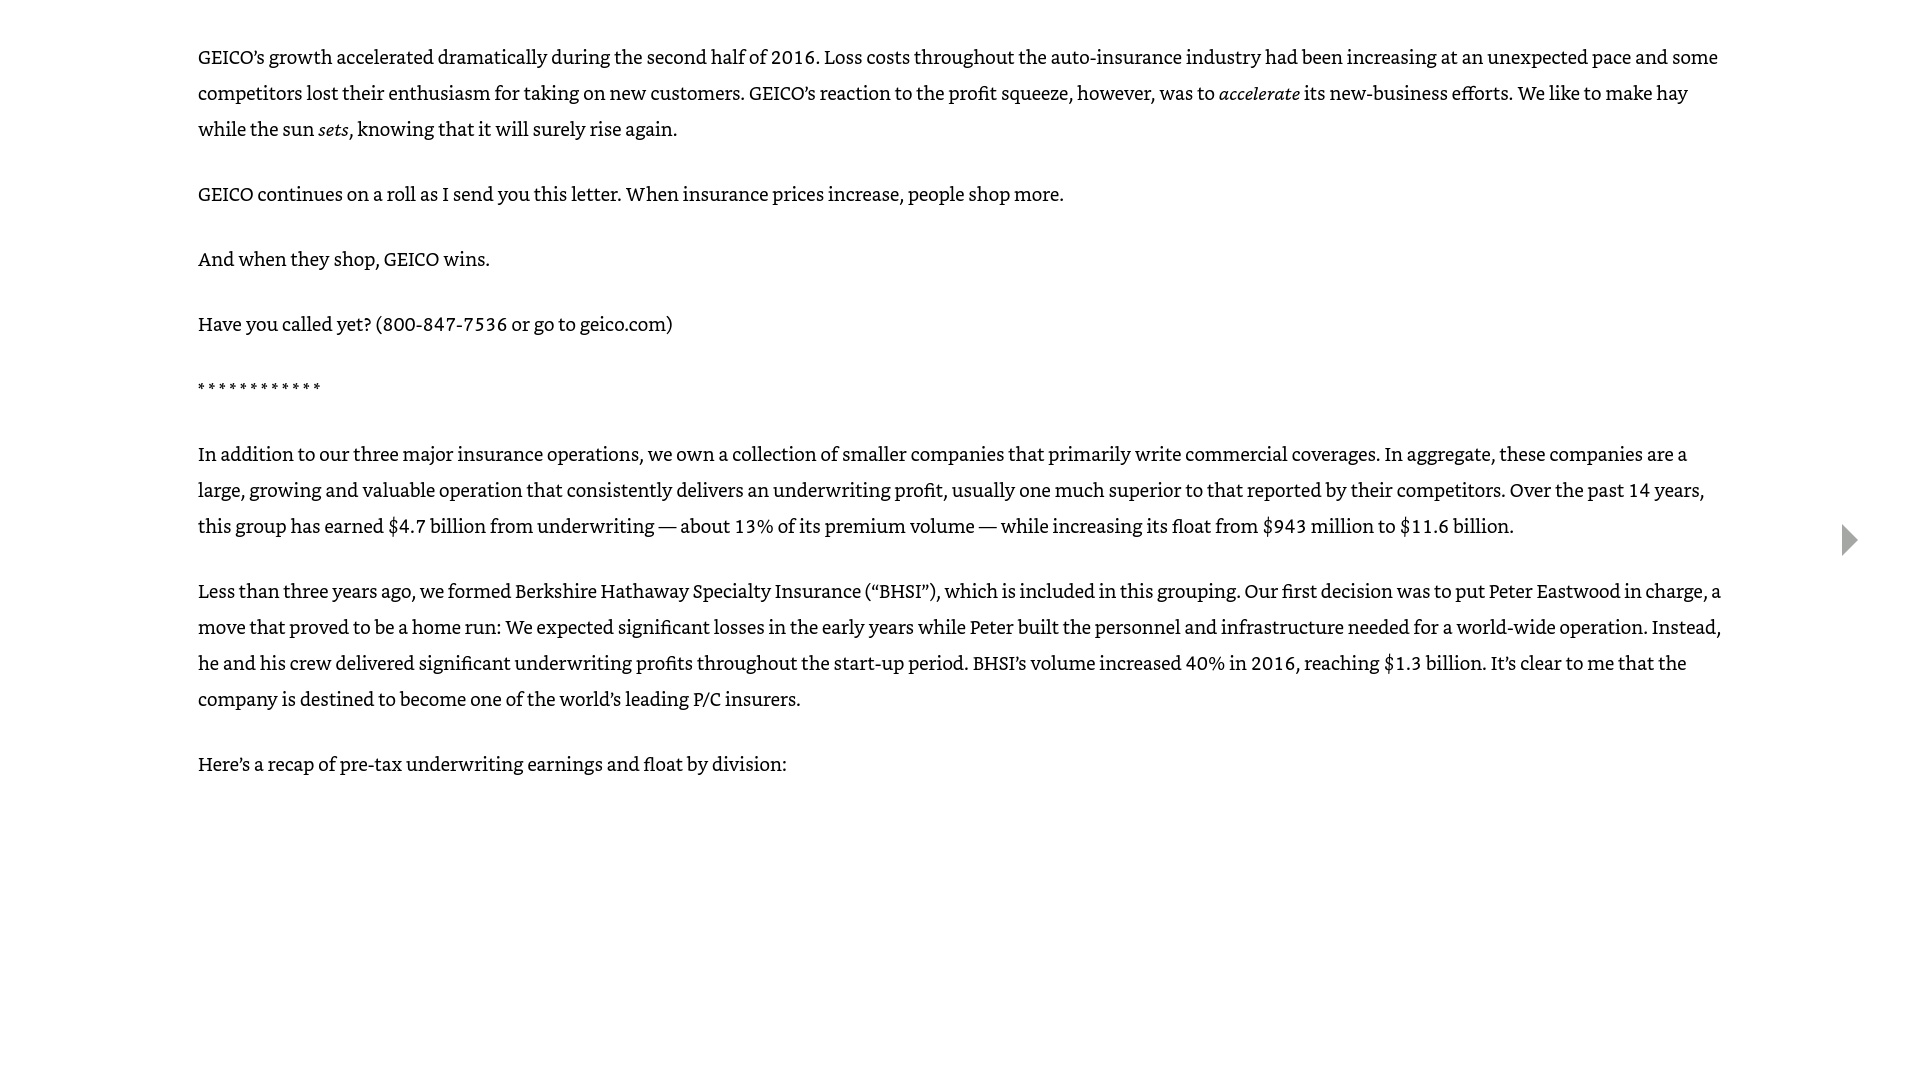 GEICO’s growth accelerated dramatically during the second half of 2016. Loss costs throughout the auto-insurance industry had been increasing at an unexpected pace and some
competitors lost their enthusiasm for taking on new customers. GEICO’s reaction to the profit squeeze, however, was to accelerate its new-business efforts. We like to make hay
while the sun sets, knowing that it will surely rise again.
GEICO continues on a roll as I send you this letter. When insurance prices increase, people shop more.
And when they shop, GEICO wins.
Have you called yet? (800-847-7536 or go to geico.com)
* * * * * * * * * * * *
In addition to our three major insurance operations, we own a collection of smaller companies that primarily write commercial coverages. In aggregate, these companies are a
large, growing and valuable operation that consistently delivers an underwriting profit, usually one much superior to that reported by their competitors. Over the past 14 years,
this group has earned $4.7 billion from underwriting — about 13% of its premium volume — while increasing its float from $943 million to $11.6 billion.
Less than three years ago, we formed Berkshire Hathaway Specialty Insurance (“BHSI”), which is included in this grouping. Our first decision was to put Peter Eastwood in charge, a
move that proved to be a home run: We expected significant losses in the early years while Peter built the personnel and infrastructure needed for a world-wide operation. Instead,
he and his crew delivered significant underwriting profits throughout the start-up period. BHSI’s volume increased 40% in 2016, reaching $1.3 billion. It’s clear to me that the
company is destined to become one of the world’s leading P/C insurers.
Here’s a recap of pre-tax underwriting earnings and float by division: